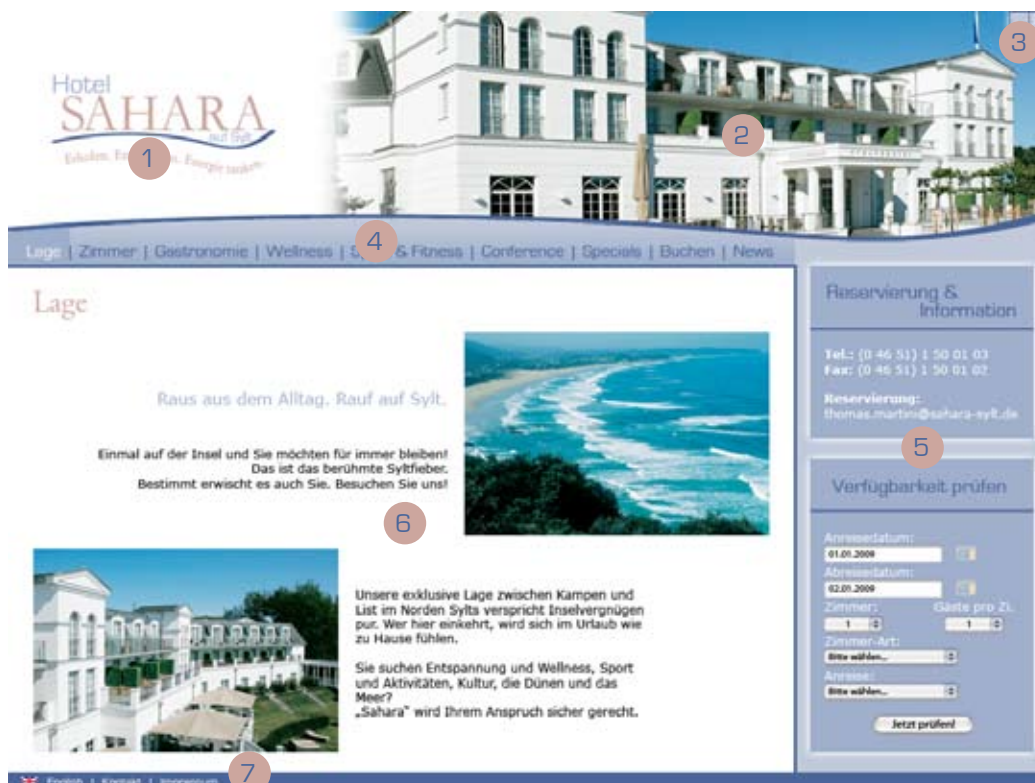 Hotel
SAHARA
auf Sylt
Erholen. Energie tanken.
1
2
3
4
Lage | Zimmer | Gastronomie | Wellness | & Fitness | Conference | Specials | Buchen | News
Lage
Raus aus dem Alltag. Rauf auf Sylt.
Einmal auf der Insel und Sie möchten für immer bleiben!
Das ist das berühmte Syltfieber.
Bestimmt erwischt es auch Sie. Besuchen Sie uns!
6
Unsere exklusive Lage zwischen Kampen und
List im Norden Sylts verspricht Inselvergnügen
pur. Wer hier einkehrt, wird sich im Urlaub wie
zu Hause fühlen.
Sie suchen Entspannung und Wellness, Sport
und Aktivitäten, Kultur, die Dünen und das
Meer?
„Sahara" wird Ihrem Anspruch sicher gerecht.
Reservierung &
Information
Tel.: (0 46 51) 1 50 01 03
Fax: (0 46 51) 1 50 01 02
Reservierung:
thomas.martini@sahara-sylt.de
5
Verfügbarkeit prüfen
Anreisedatum:
01.01.2009
Abreisedatum:
02.01.2009
Zimmer: Gäste pro Zi.
1 1
Zimmer-Art:
Bitte wählen...
Anreise:
Bitte wählen...
Jetzt prüfen!
English | Kontakt | Impressum
7